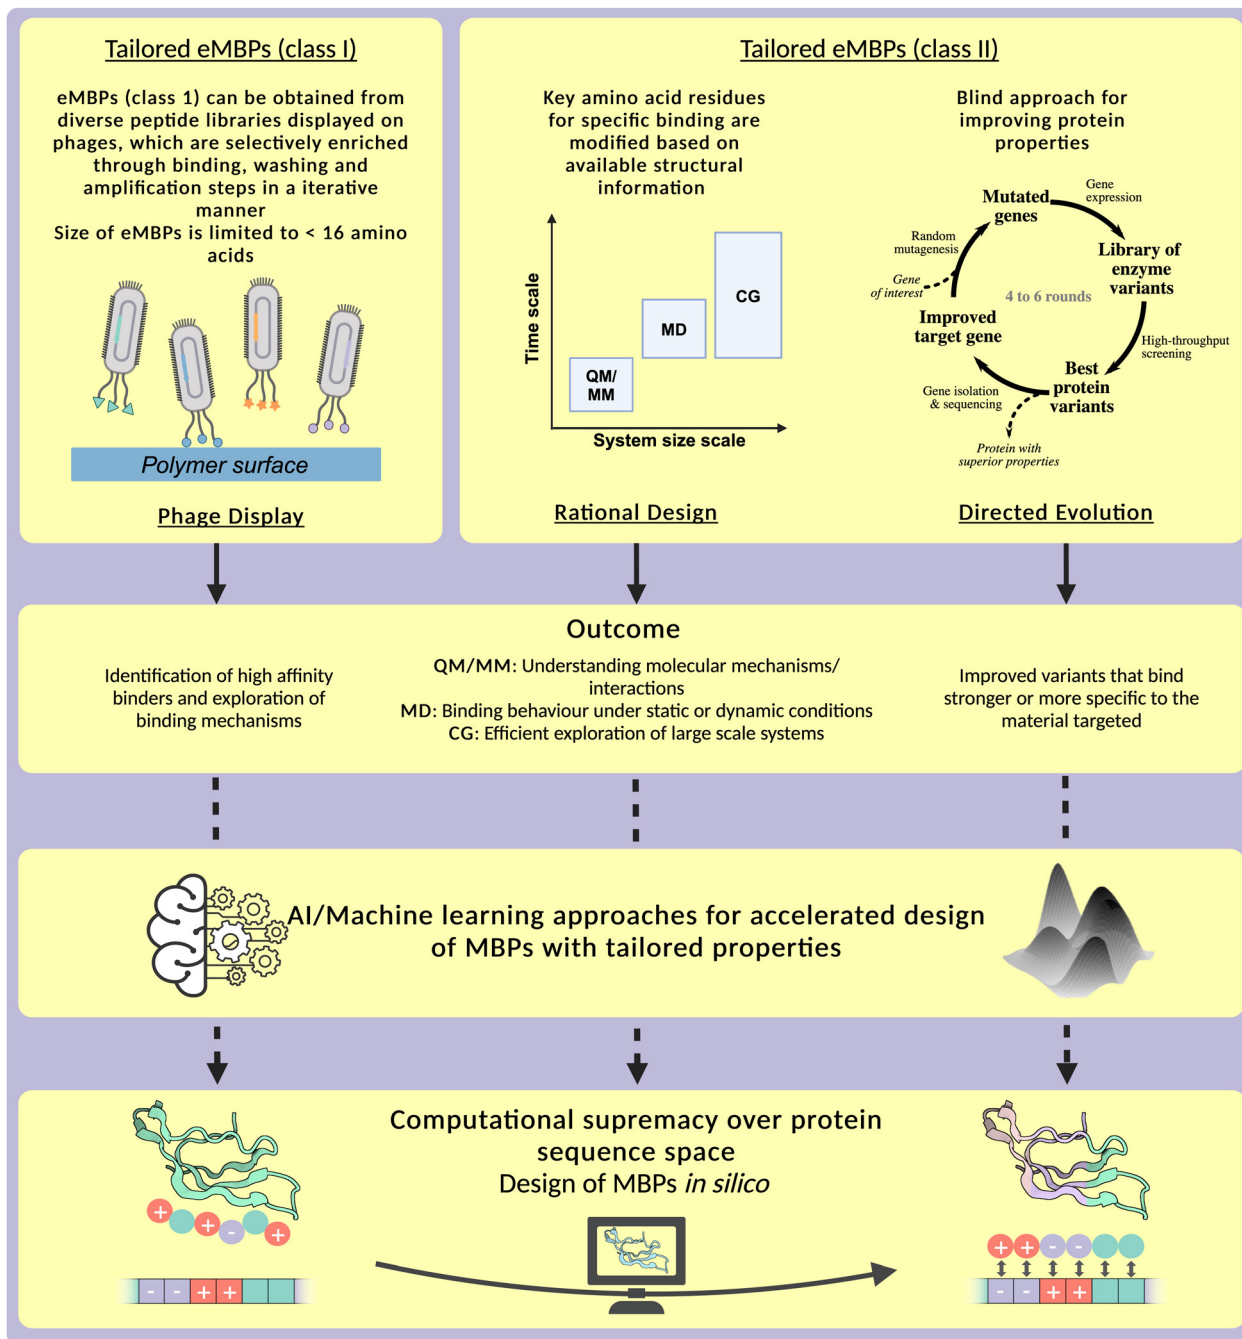 Tailored eMBPs (class I)
eMBPs (class 1) can be obtained from
diverse peptide libraries displayed on
phages, which are selectively enriched
through binding, washing and
amplification steps in a iterative
manner
Size of eMBPs is limited to < 16 amino
acids
Polymer surface
Phage Display
Tailored eMBPs (class II)
Key amino acid residues
for specific binding are
modified based on
available structural
information
Time scale
QM/
MM
MD
CG
System size scale
Rational Design
Blind approach for
improving protein
properties
Mutated
genes
Gene
expression
Library of
enzyme
variants
High-throughput
screening
Best
protein
variants
Protein with
superior properties
Gene isolation
& sequencing
Improved
target gene
Gene
of interest
Random
mutagenesis
4 to 6 rounds
Directed Evolution
Outcome
Identification of high affinity
binders and exploration of
binding mechanisms
QM/MM: Understanding molecular mechanisms/
interactions
MD: Binding behaviour under static or dynamic conditions
CG: Efficient exploration of large scale systems
Improved variants that bind
stronger or more specific to the
material targeted
AI/Machine learning approaches for accelerated design
of MBPs with tailored properties
Computational supremacy over protein
sequence space
Design of MBPs in silico
+ + - +
- - + +
+ + - -
- - + +